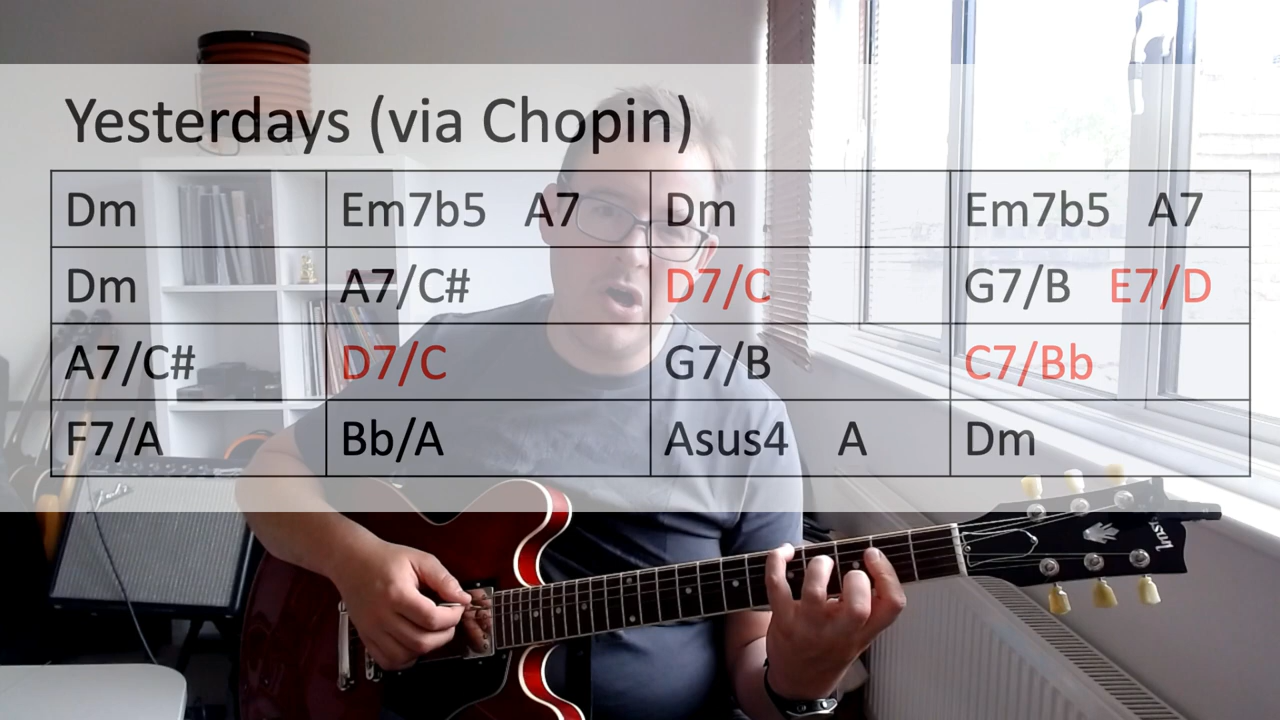 Yesterdays (via Chopin)
Dm Em7b5 A7 Dm Em7b5 A7
Dm A7/C# D7/C G7/B E7/D
A7/C# D7/C G7/B C7/Bb
F7/A Bb/A Asus4 A Dm